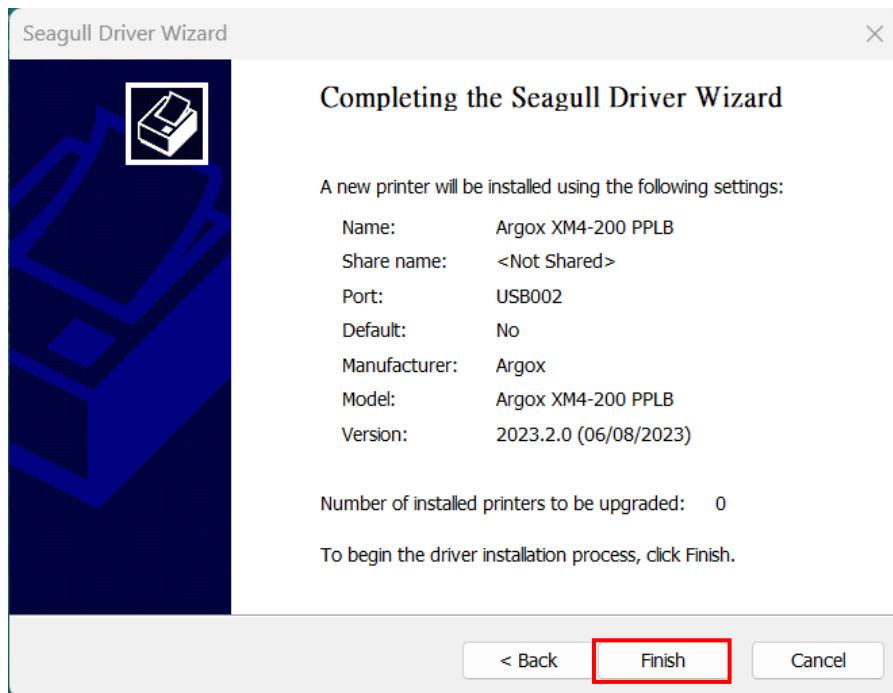 Seagull Driver Wizard
Completing the Seagull Driver Wizard
A new printer will be installed using the following settings:
Name: Argox XM4-200 PPLB
Share name: <Not Shared>
Port: USB002
Default: No
Manufacturer: Argox
Model: Argox XM4-200 PPLB
Version: 2023.2.0 (06/08/2023)
Number of installed printers to be upgraded: 0
To begin the driver installation process, click Finish.
< Back Finish Cancel